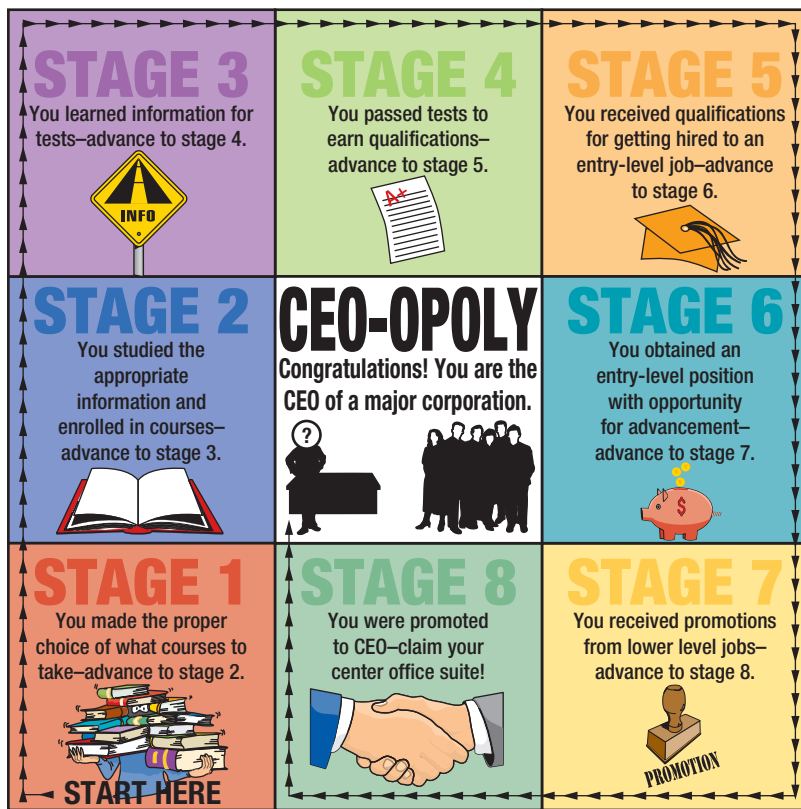 STAGE 3
You learned information for
tests–advance to stage 4.
INFO
STAGE 4
You passed tests to
earn qualifications–
advance to stage 5.
A+
STAGE 5
You received qualifications
for getting hired to an
entry-level job–advance
to stage 6.
STAGE 2
You studied the
appropriate
information and
enrolled in courses–
advance to stage 3.
CEO-OPOLY
Congratulations! You are the
CEO of a major corporation.
?
STAGE 6
You obtained an
entry-level position
with opportunity
for advancement–
advance to stage 7.
$
STAGE 1
You made the proper
choice of what courses to
take–advance to stage 2.
START HERE
STAGE 8
You were promoted
to CEO–claim your
center office suite!
STAGE 7
You received promotions
from lower level jobs–
advance to stage 8.
PROMOTION